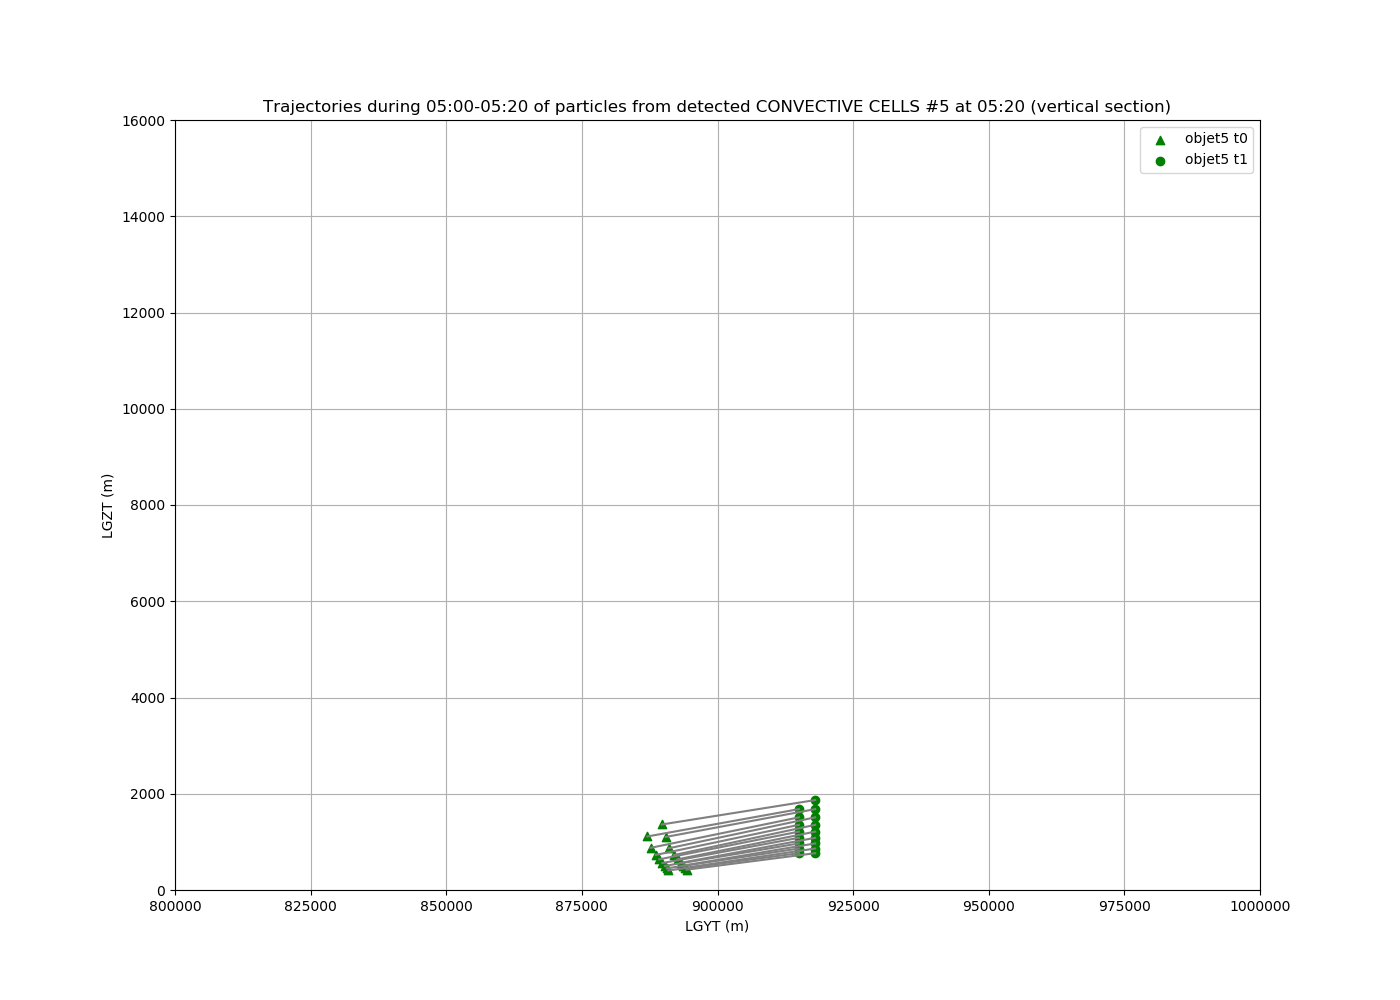 Trajectories during 05:00-05:20 of particles from detected CONVECTIVE CELLS #5 at 05:20 (vertical section)
objet5 t0
objet5 t1
16000
14000
12000
10000
8000
6000
4000
2000
0
LGZT (m)
800000 825000 850000 875000 900000 925000 950000 975000 1000000
LGYT (m)